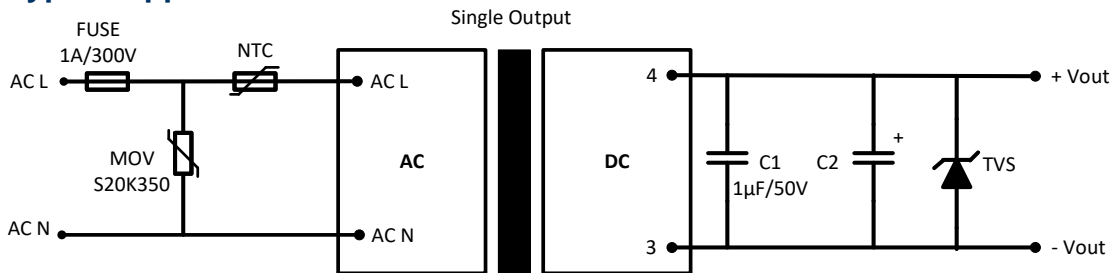 Single Output
FUSE
1A/300V
NTC
AC L
AC L
4
+ Vout
MOV
S20K350
AC
DC
C1
1µF/50V
C2
+
TVS
AC N
AC N
3
- Vout